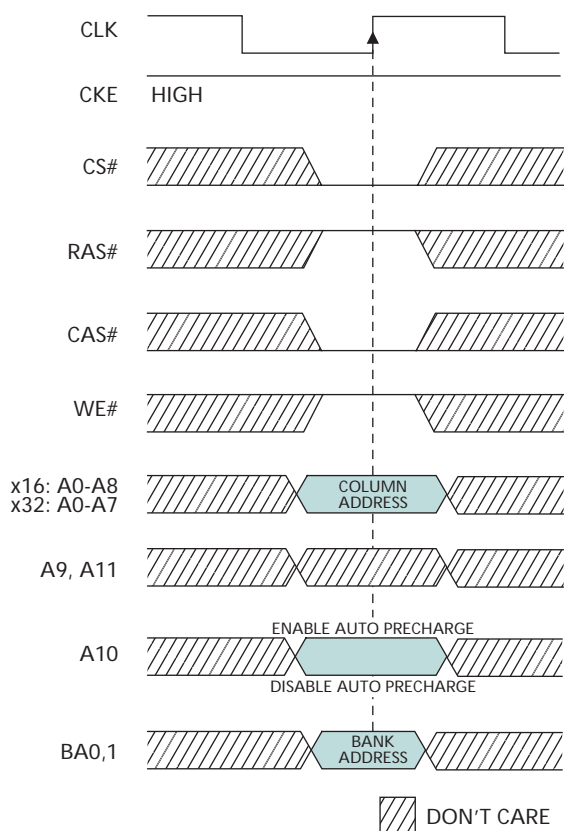 CLK
CKE HIGH
CS#
RAS#
CAS#
WE#
x16: A0-A8
x32: A0-A7
COLUMN
ADDRESS
A9, A11
ENABLE AUTO PRECHARGE
A10
DISABLE AUTO PRECHARGE
BA0,1
BANK
ADDRESS
DON'T CARE